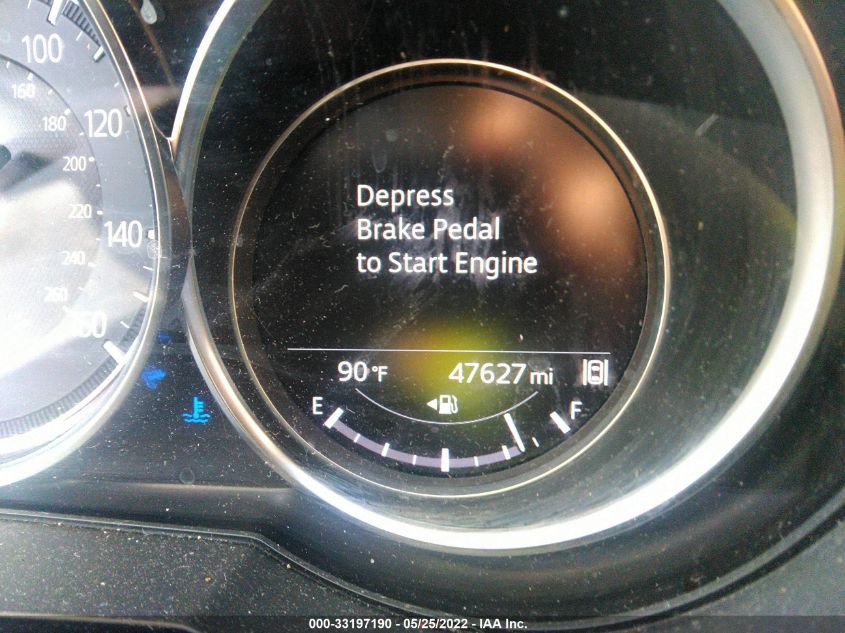 100
160
180
120
200
220
140
240
260
Depress
Brake Pedal
to Start Engine
90°F 47627 mi
E F
000-33197190 - 05/25/2022 - IAA Inc.